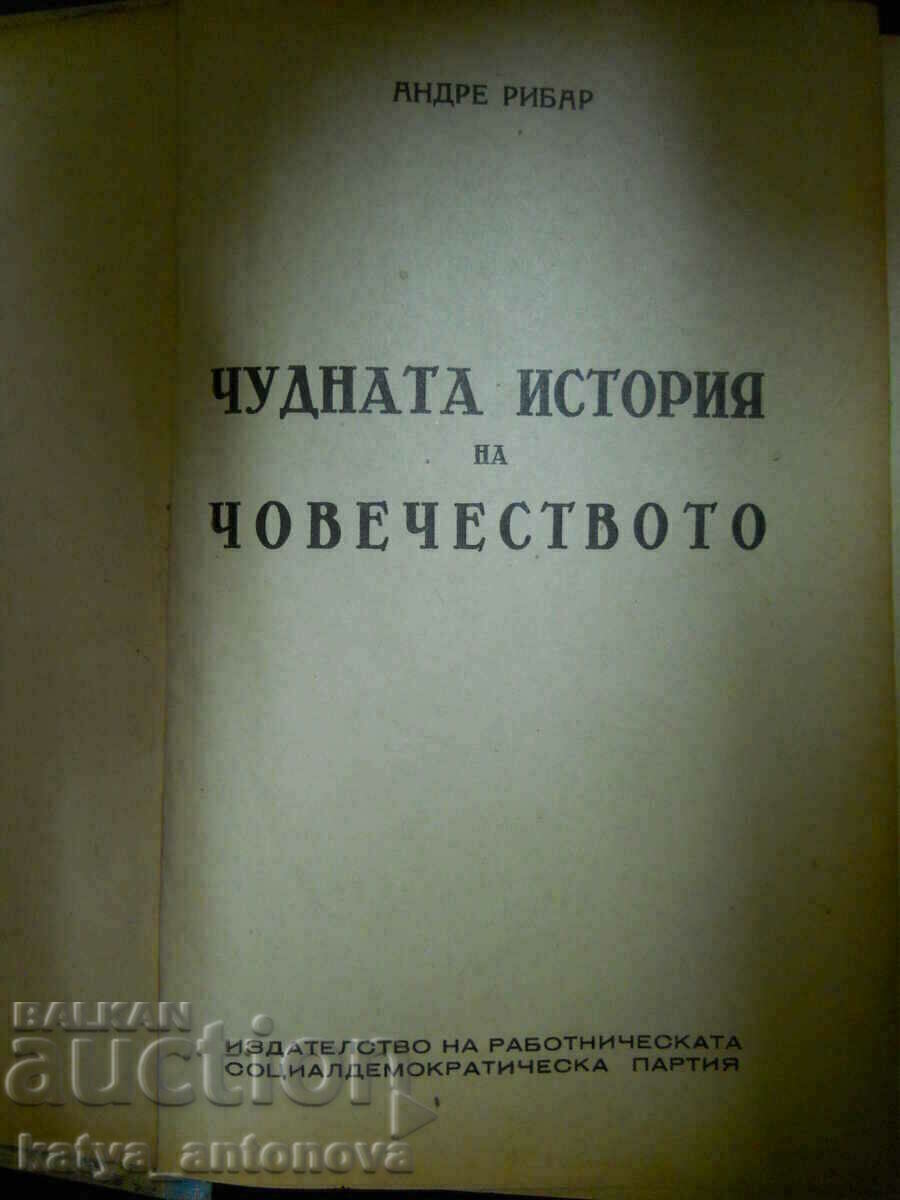 АНДРЕ РИБАР
ЧУДНАТА ИСТОРИЯ
НА
ЧОВЕЧЕСТВОТО
ИЗДАТЕЛСТВО НА РАБОТНИЧЕСКАТА
СОЦИАЛДЕМОКРАТИЧЕСКА ПАРТИЯ
BALKAN
auction
katya_antonova